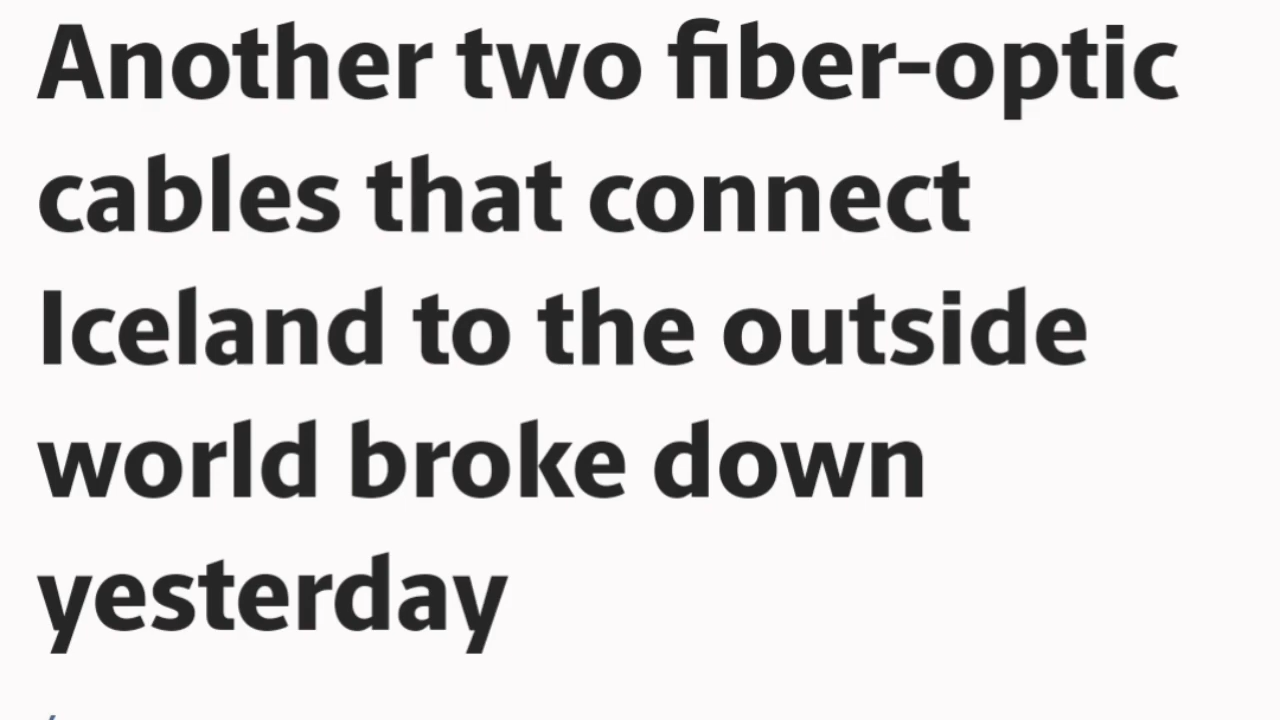 Another two fiber-optic
cables that connect
Iceland to the outside
world broke down
yesterday